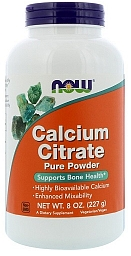 NOW
Calcium
Citrate
Pure Powder
Supports Bone Health*
• Highly Bioavailable Calcium
• Enhanced Mixability
NET WT. 8 OZ. (227 g)
A Dietary Supplement
Vegetarian/Vegan